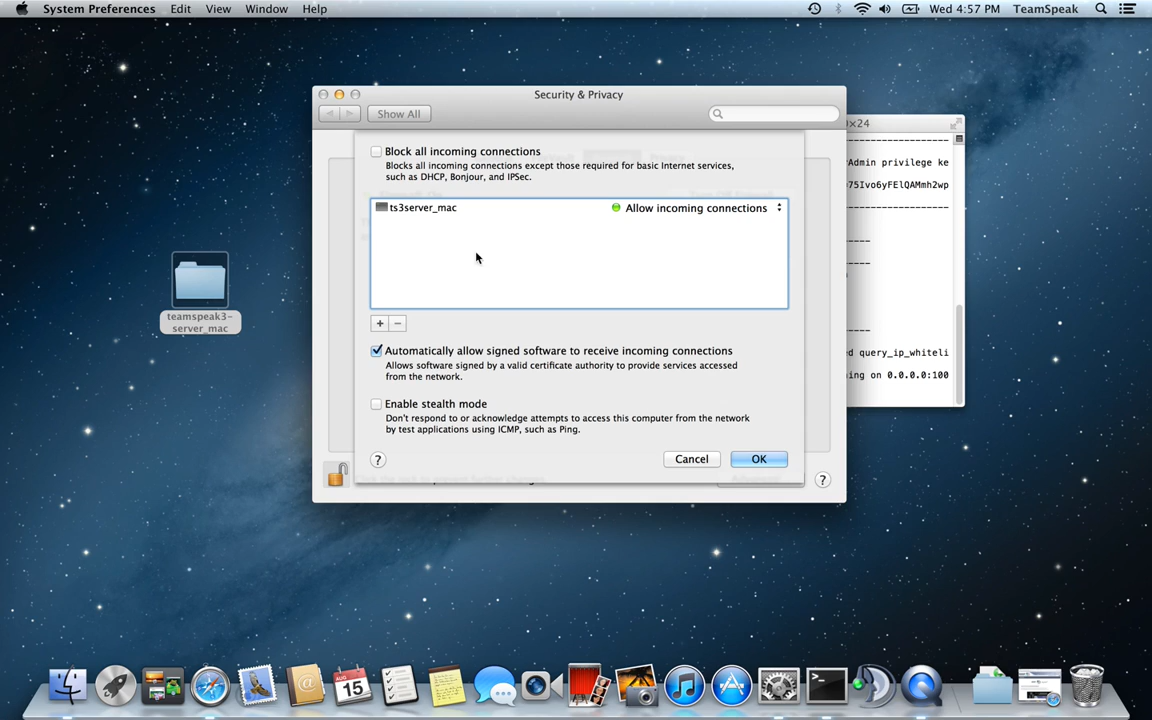 System Preferences Edit View Window Help
Wed 4:57 PM TeamSpeak
Security & Privacy
Show All
Block all incoming connections
Blocks all incoming connections except those required for basic Internet services,
such as DHCP, Bonjour, and IPSec.
ts3server_mac Allow incoming connections
+ −
Automatically allow signed software to receive incoming connections
Allows software signed by a valid certificate authority to provide services accessed
from the network.
Enable stealth mode
Don't respond to or acknowledge attempts to access this computer from the network
by test applications using ICMP, such as Ping.
? Cancel OK
?
teamspeak3-
server_mac
×24
Admin privilege ke
75Ivo6yFElQAMmh2wp
ed query_ip_whiteli
ing on 0.0.0.0:100
AUG
15